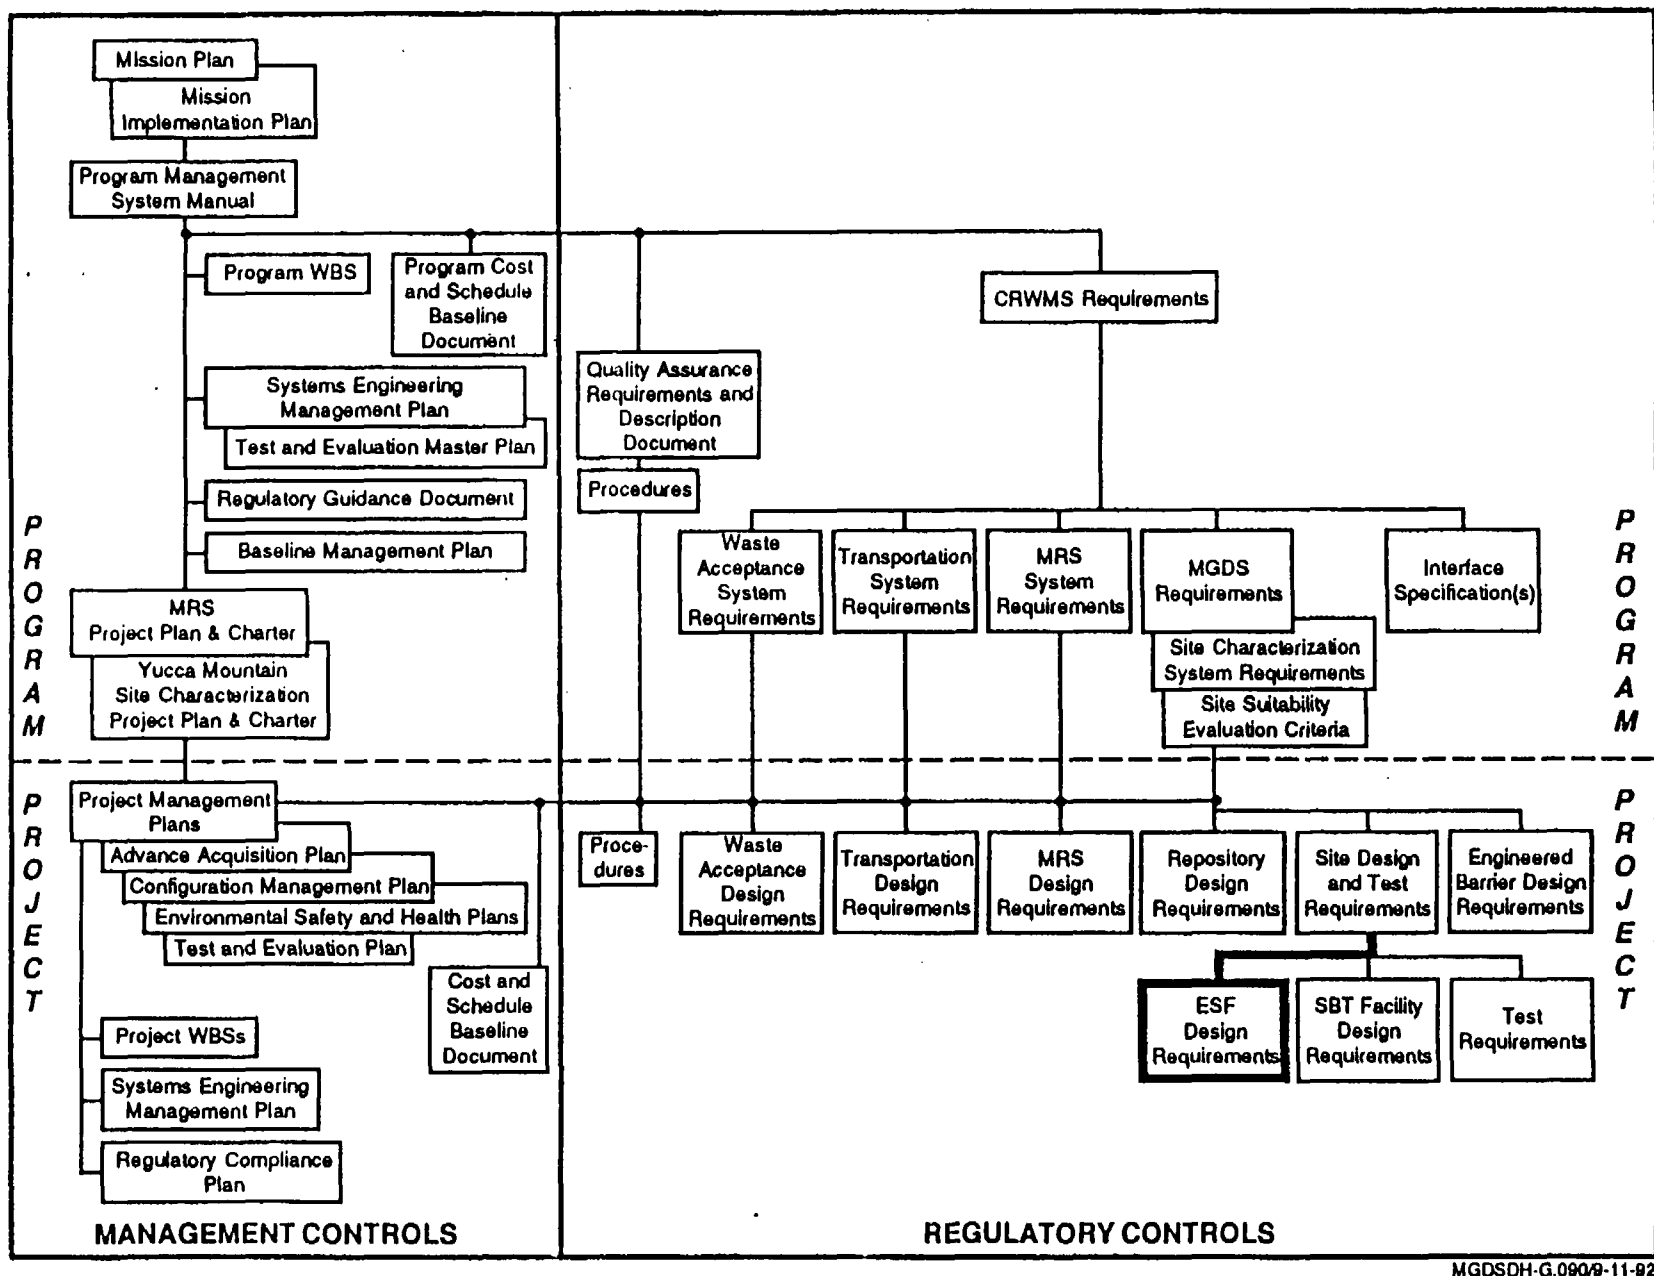 Mission Plan
Mission
Implementation Plan
Program Management
System Manual
Program WBS
Program Cost
and Schedule
Baseline
Document
CRWMS Requirements
Systems Engineering
Management Plan
Test and Evaluation Master Plan
Quality Assurance
Requirements and
Description
Document
Procedures
Regulatory Guidance Document
Baseline Management Plan
PROGRAM
MRS
Project Plan & Charter
Yucca Mountain
Site Characterization
Project Plan & Charter
Waste
Acceptance
System
Requirements
Transportation
System
Requirements
MRS
System
Requirements
MGDS
Requirements
Site Characterization
System Requirements
Site Suitability
Evaluation Criteria
Interface
Specification(s)
PROGRAM
PROJECT
Project Management
Plans
Advance Acquisition Plan
Configuration Management Plan
Environmental Safety and Health Plans
Test and Evaluation Plan
Cost and
Schedule
Baseline
Document
Project WBSs
Systems Engineering
Management Plan
Regulatory Compliance
Plan
Proce-
dures
Waste
Acceptance
Design
Requirements
Transportation
Design
Requirements
MRS
Design
Requirements
Repository
Design
Requirements
Site Design
and Test
Requirements
Engineered
Barrier Design
Requirements
ESF
Design
Requirements
SBT Facility
Design
Requirements
Test
Requirements
PROJECT
MANAGEMENT CONTROLS
REGULATORY CONTROLS
MGDSDH-G.090/9-11-92